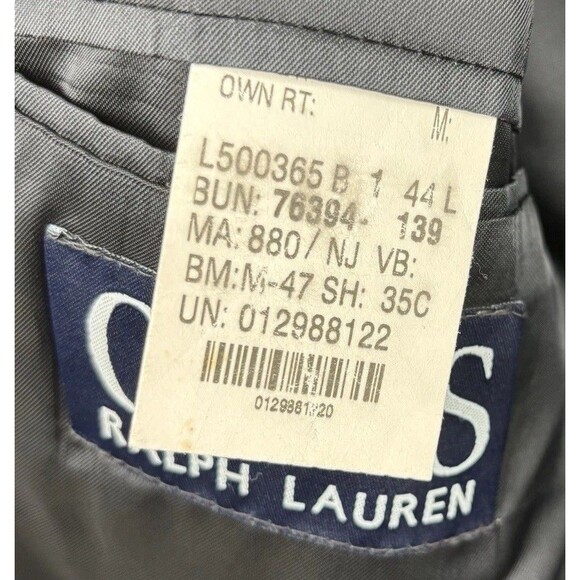 OWN RT: M:
L500365 B 1 44 L
BUN: 76394- 139
MA: 880 / NJ VB:
BM:M-47 SH: 35C
UN: 012988122
RALPH LAUREN